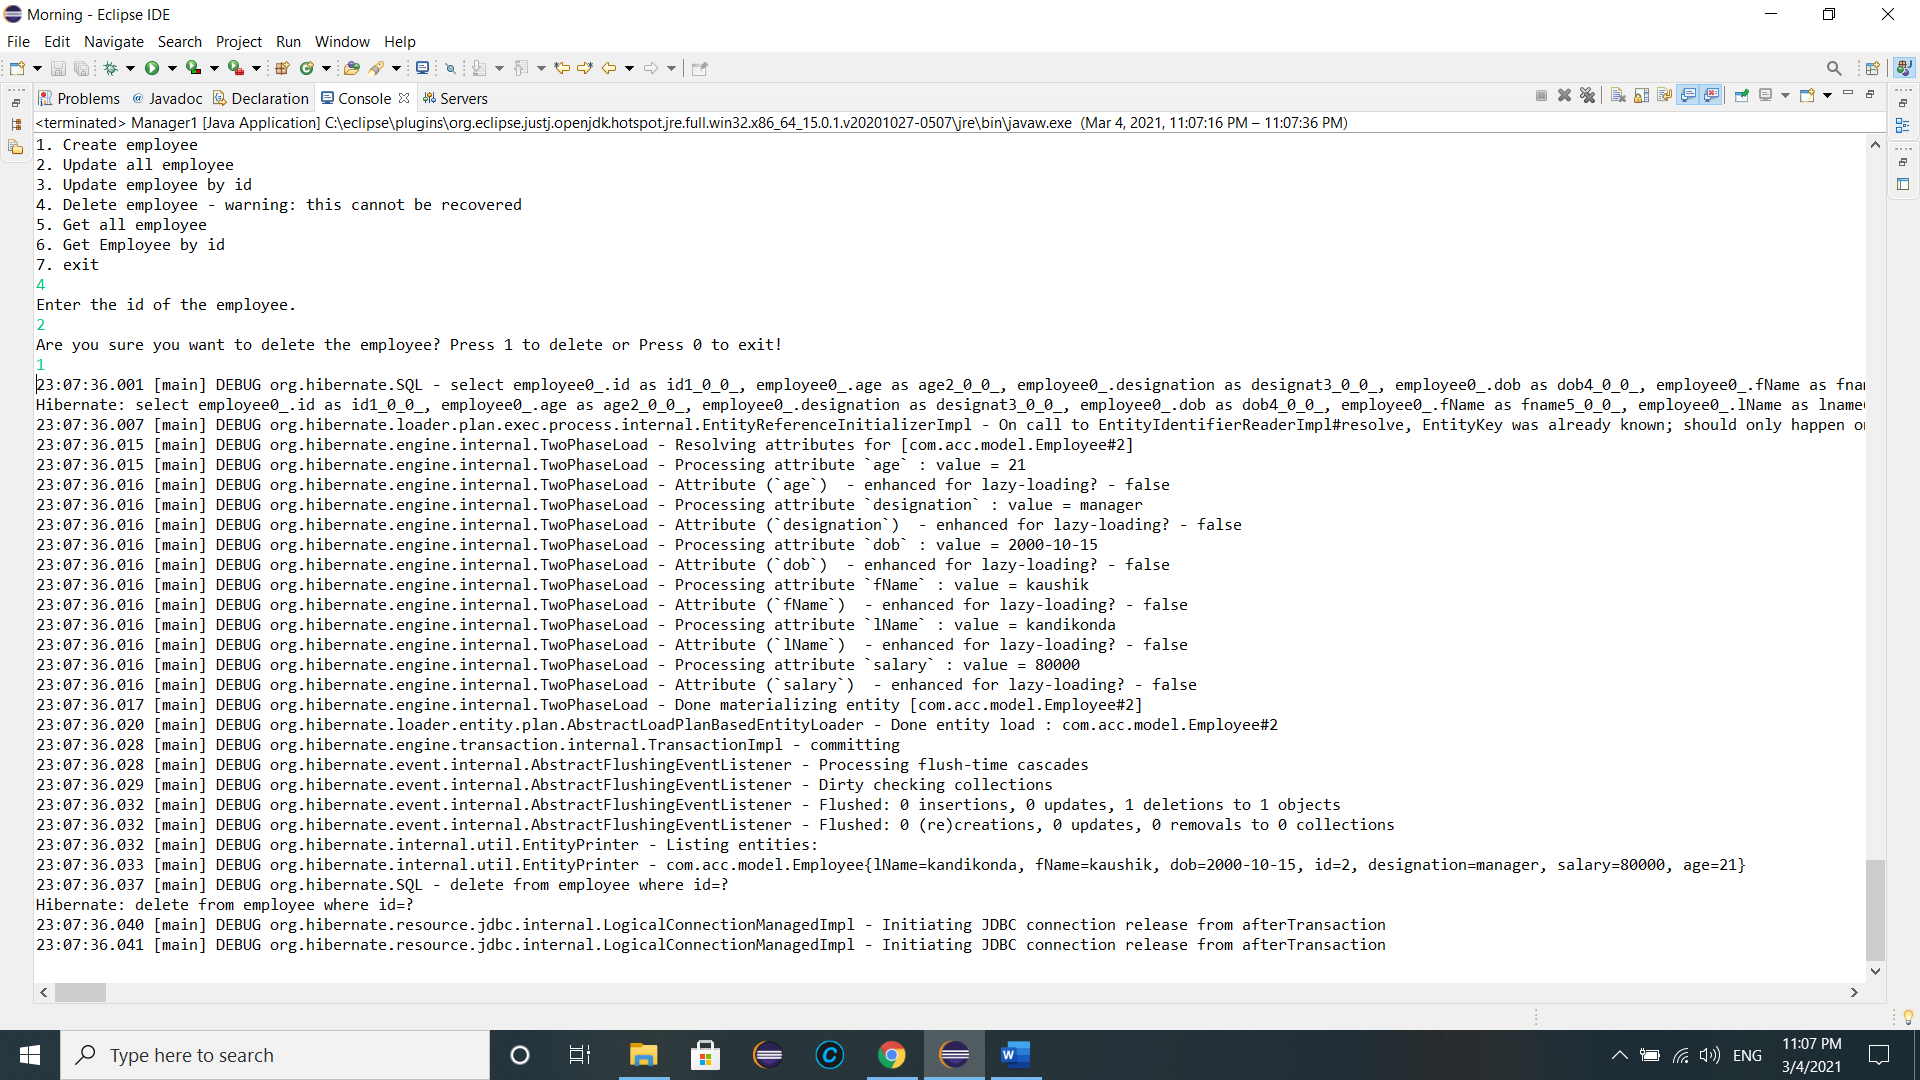 Morning - Eclipse IDE
File Edit Navigate Search Project Run Window Help
Problems @ Javadoc Declaration Console Servers
<terminated> Manager1 [Java Application] C:\eclipse\plugins\org.eclipse.justj.openjdk.hotspot.jre.full.win32.x86_64_15.0.1.v20201027-0507\jre\bin\javaw.exe (Mar 4, 2021, 11:07:16 PM – 11:07:36 PM)
1. Create employee
2. Update all employee
3. Update employee by id
4. Delete employee - warning: this cannot be recovered
5. Get all employee
6. Get Employee by id
7. exit
4
Enter the id of the employee.
2
Are you sure you want to delete the employee? Press 1 to delete or Press 0 to exit!
1
23:07:36.001 [main] DEBUG org.hibernate.SQL - select employee0_.id as id1_0_0_, employee0_.age as age2_0_0_, employee0_.designation as designat3_0_0_, employee0_.dob as dob4_0_0_, employee0_.fName as fnam
Hibernate: select employee0_.id as id1_0_0_, employee0_.age as age2_0_0_, employee0_.designation as designat3_0_0_, employee0_.dob as dob4_0_0_, employee0_.fName as fname5_0_0_, employee0_.lName as lname
23:07:36.007 [main] DEBUG org.hibernate.loader.plan.exec.process.internal.EntityReferenceInitializerImpl - On call to EntityIdentifierReaderImpl#resolve, EntityKey was already known; should only happen o
23:07:36.015 [main] DEBUG org.hibernate.engine.internal.TwoPhaseLoad - Resolving attributes for [com.acc.model.Employee#2]
23:07:36.015 [main] DEBUG org.hibernate.engine.internal.TwoPhaseLoad - Processing attribute `age` : value = 21
23:07:36.016 [main] DEBUG org.hibernate.engine.internal.TwoPhaseLoad - Attribute (`age`)  - enhanced for lazy-loading? - false
23:07:36.016 [main] DEBUG org.hibernate.engine.internal.TwoPhaseLoad - Processing attribute `designation` : value = manager
23:07:36.016 [main] DEBUG org.hibernate.engine.internal.TwoPhaseLoad - Attribute (`designation`)  - enhanced for lazy-loading? - false
23:07:36.016 [main] DEBUG org.hibernate.engine.internal.TwoPhaseLoad - Processing attribute `dob` : value = 2000-10-15
23:07:36.016 [main] DEBUG org.hibernate.engine.internal.TwoPhaseLoad - Attribute (`dob`)  - enhanced for lazy-loading? - false
23:07:36.016 [main] DEBUG org.hibernate.engine.internal.TwoPhaseLoad - Processing attribute `fName` : value = kaushik
23:07:36.016 [main] DEBUG org.hibernate.engine.internal.TwoPhaseLoad - Attribute (`fName`)  - enhanced for lazy-loading? - false
23:07:36.016 [main] DEBUG org.hibernate.engine.internal.TwoPhaseLoad - Processing attribute `lName` : value = kandikonda
23:07:36.016 [main] DEBUG org.hibernate.engine.internal.TwoPhaseLoad - Attribute (`lName`)  - enhanced for lazy-loading? - false
23:07:36.016 [main] DEBUG org.hibernate.engine.internal.TwoPhaseLoad - Processing attribute `salary` : value = 80000
23:07:36.016 [main] DEBUG org.hibernate.engine.internal.TwoPhaseLoad - Attribute (`salary`)  - enhanced for lazy-loading? - false
23:07:36.017 [main] DEBUG org.hibernate.engine.internal.TwoPhaseLoad - Done materializing entity [com.acc.model.Employee#2]
23:07:36.020 [main] DEBUG org.hibernate.loader.entity.plan.AbstractLoadPlanBasedEntityLoader - Done entity load : com.acc.model.Employee#2
23:07:36.028 [main] DEBUG org.hibernate.engine.transaction.internal.TransactionImpl - committing
23:07:36.028 [main] DEBUG org.hibernate.event.internal.AbstractFlushingEventListener - Processing flush-time cascades
23:07:36.029 [main] DEBUG org.hibernate.event.internal.AbstractFlushingEventListener - Dirty checking collections
23:07:36.032 [main] DEBUG org.hibernate.event.internal.AbstractFlushingEventListener - Flushed: 0 insertions, 0 updates, 1 deletions to 1 objects
23:07:36.032 [main] DEBUG org.hibernate.event.internal.AbstractFlushingEventListener - Flushed: 0 (re)creations, 0 updates, 0 removals to 0 collections
23:07:36.032 [main] DEBUG org.hibernate.internal.util.EntityPrinter - Listing entities:
23:07:36.033 [main] DEBUG org.hibernate.internal.util.EntityPrinter - com.acc.model.Employee{lName=kandikonda, fName=kaushik, dob=2000-10-15, id=2, designation=manager, salary=80000, age=21}
23:07:36.037 [main] DEBUG org.hibernate.SQL - delete from employee where id=?
Hibernate: delete from employee where id=?
23:07:36.040 [main] DEBUG org.hibernate.resource.jdbc.internal.LogicalConnectionManagedImpl - Initiating JDBC connection release from afterTransaction
23:07:36.041 [main] DEBUG org.hibernate.resource.jdbc.internal.LogicalConnectionManagedImpl - Initiating JDBC connection release from afterTransaction
Type here to search
ENG
11:07 PM
3/4/2021